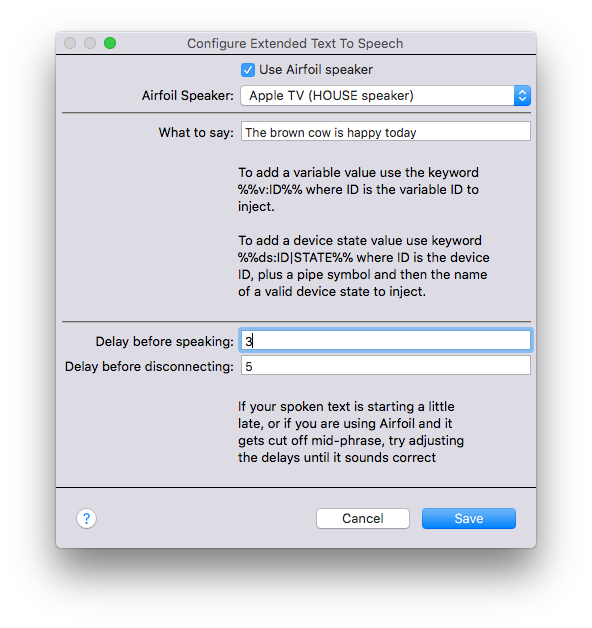 Configure Extended Text To Speech
Use Airfoil speaker
Airfoil Speaker: Apple TV (HOUSE speaker)
What to say: The brown cow is happy today
To add a variable value use the keyword
%%v:ID%% where ID is the variable ID to
inject.
To add a device state value use keyword
%%ds:ID|STATE%% where ID is the device
ID, plus a pipe symbol and then the name
of a valid device state to inject.
Delay before speaking: 3
Delay before disconnecting: 5
If your spoken text is starting a little
late, or if you are using Airfoil and it
gets cut off mid-phrase, try adjusting
the delays until it sounds correct
? Cancel Save